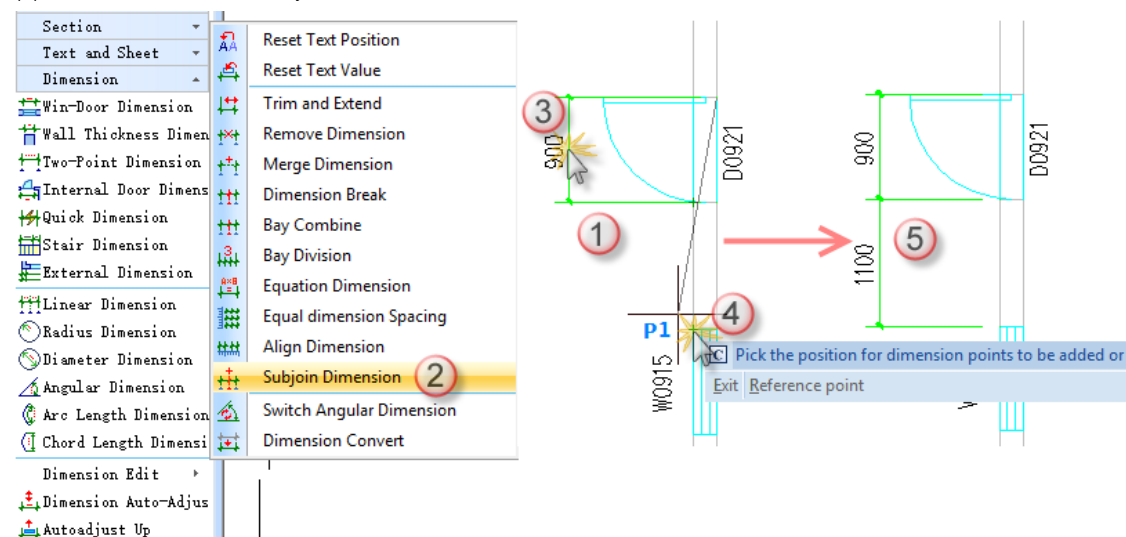 Section
Text and Sheet
Dimension
Win-Door Dimension
Wall Thickness Dimen
Two-Point Dimension
Internal Door Dimens
Quick Dimension
Stair Dimension
External Dimension
Linear Dimension
Radius Dimension
Diameter Dimension
Angular Dimension
Arc Length Dimension
Chord Length Dimensi
Dimension Edit
Dimension Auto-Adjus
Autoadjust Up
Reset Text Position
Reset Text Value
Trim and Extend
Remove Dimension
Merge Dimension
Dimension Break
Bay Combine
Bay Division
Equation Dimension
Equal dimension Spacing
Align Dimension
Subjoin Dimension 2
Switch Angular Dimension
Dimension Convert
3
900
D0921
1
4
P1
W0915
900
D0921
5
1100
Pick the position for dimension points to be added or
Exit Reference point